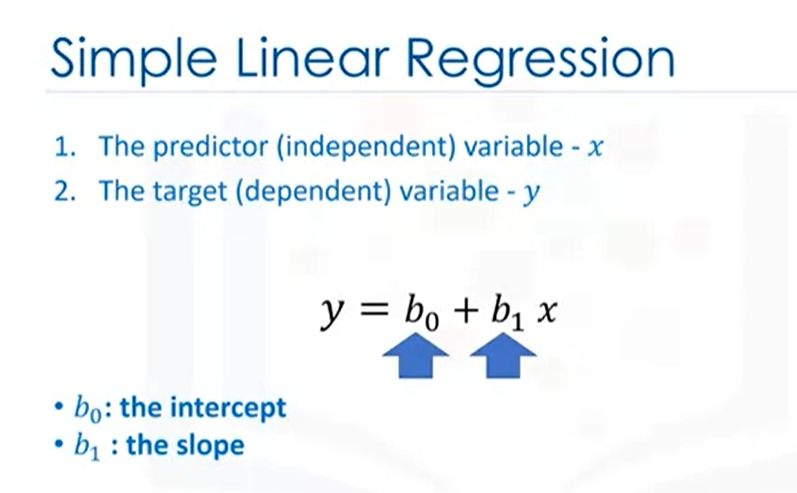 Simple Linear Regression
1. The predictor (independent) variable - x
2. The target (dependent) variable - y
y = b₀ + b₁ x
• b₀: the intercept
• b₁ : the slope